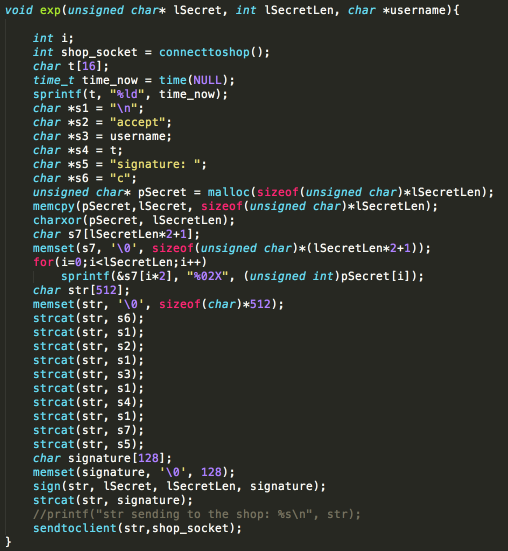 void exp(unsigned char* lSecret, int lSecretLen, char *username){
int i;
int shop_socket = connecttoshop();
char t[16];
time_t time_now = time(NULL);
sprintf(t, "%ld", time_now);
char *s1 = "\n";
char *s2 = "accept";
char *s3 = username;
char *s4 = t;
char *s5 = "signature: ";
char *s6 = "c";
unsigned char* pSecret = malloc(sizeof(unsigned char)*lSecretLen);
memcpy(pSecret,lSecret, sizeof(unsigned char)*lSecretLen);
charxor(pSecret, lSecretLen);
char s7[lSecretLen*2+1];
memset(s7, '\0', sizeof(unsigned char)*(lSecretLen*2+1));
for(i=0;i<lSecretLen;i++)
sprintf(&s7[i*2], "%02X", (unsigned int)pSecret[i]);
char str[512];
memset(str, '\0', sizeof(char)*512);
strcat(str, s6);
strcat(str, s1);
strcat(str, s2);
strcat(str, s1);
strcat(str, s3);
strcat(str, s1);
strcat(str, s4);
strcat(str, s1);
strcat(str, s7);
strcat(str, s5);
char signature[128];
memset(signature, '\0', 128);
sign(str, lSecret, lSecretLen, signature);
strcat(str, signature);
//printf("str sending to the shop: %s\n", str);
sendtoclient(str,shop_socket);
}